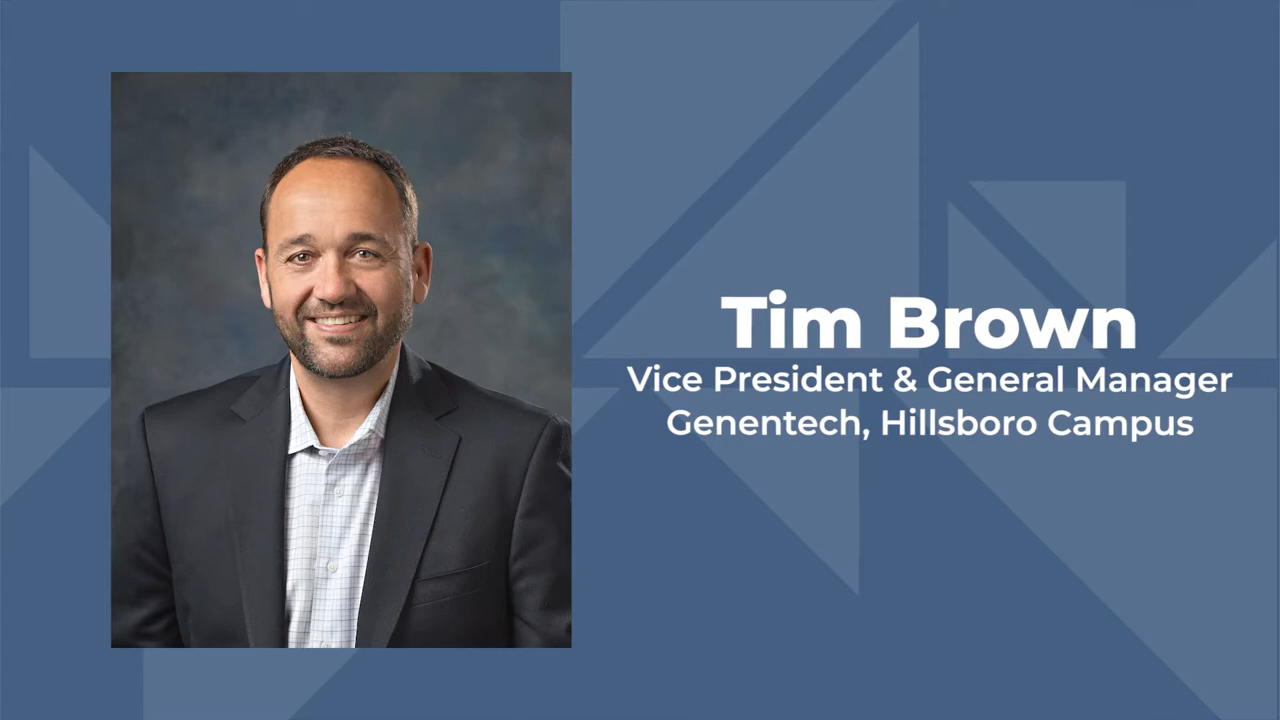 Tim Brown
Vice President & General Manager
Genentech, Hillsboro Campus